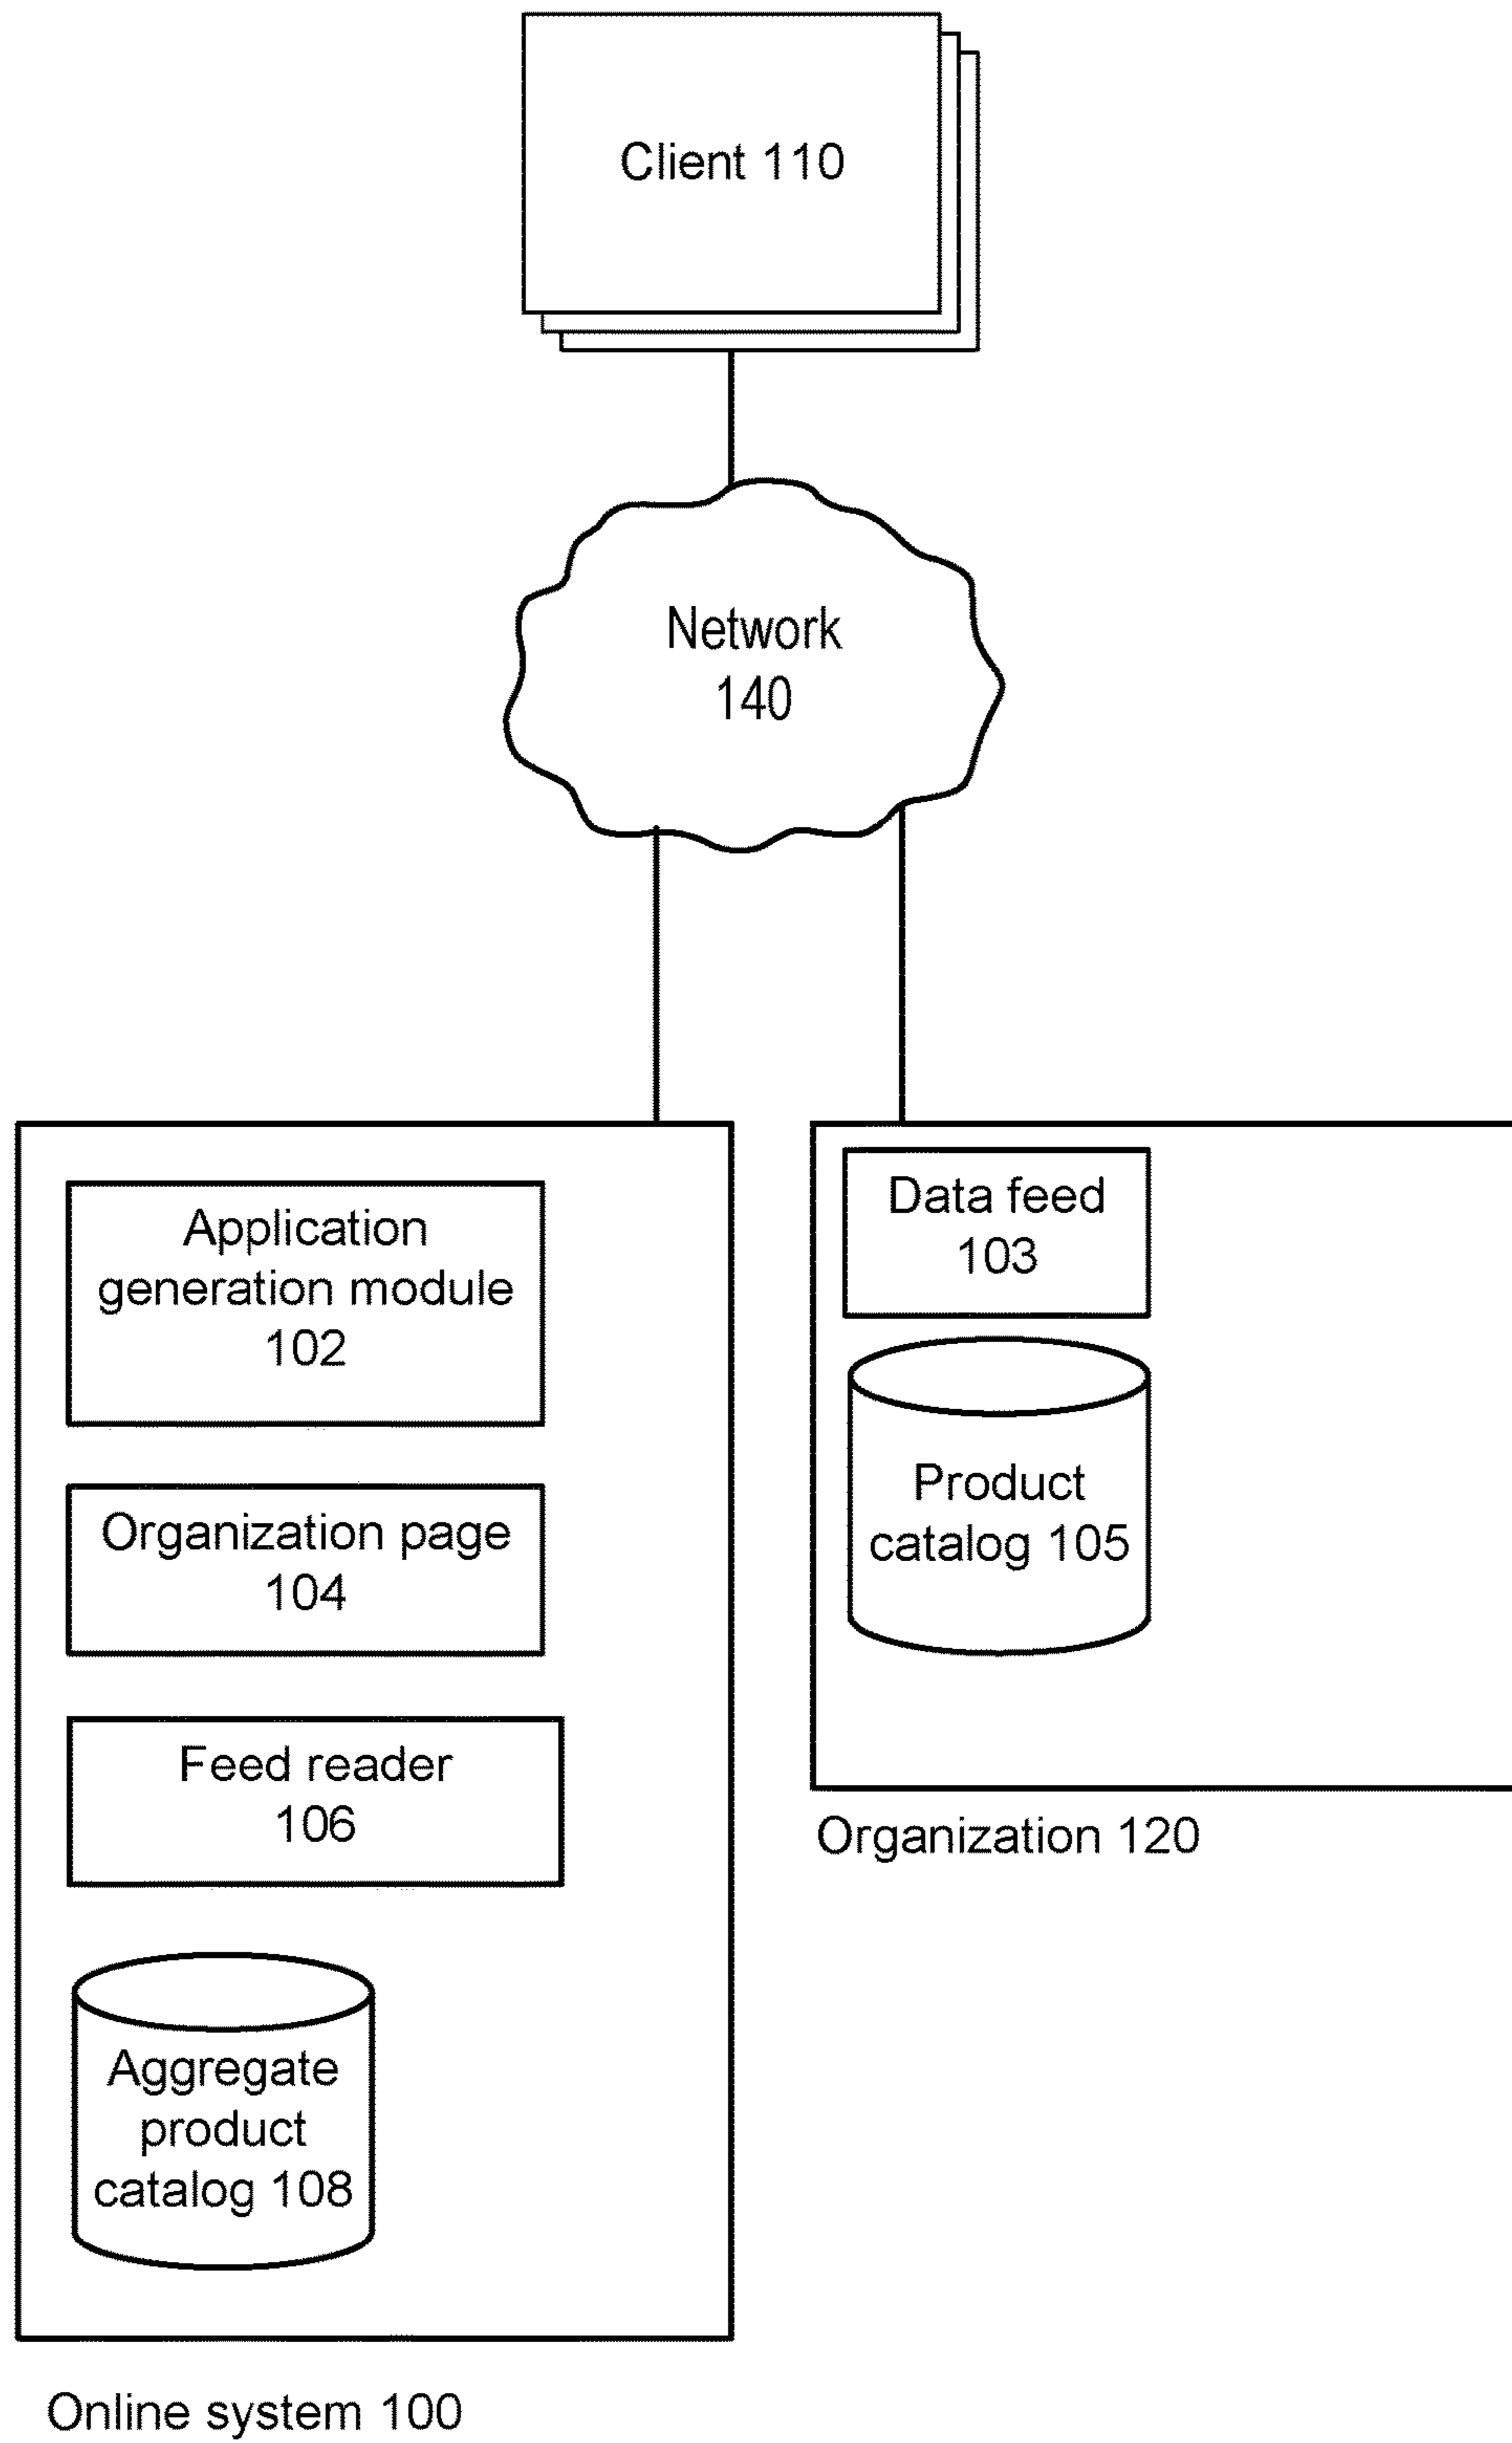 Client 110
Network
140
Application
generation module
102
Organization page
104
Feed reader
106
Aggregate
product
catalog 108
Online system 100
Data feed
103
Product
catalog 105
Organization 120